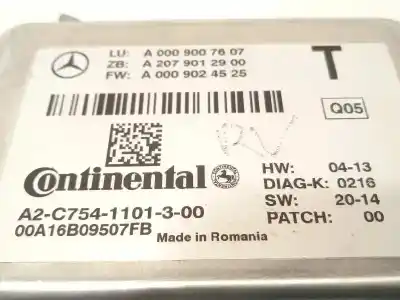 LU: A 000 900 76 07
ZB: A 207 901 29 00
FW: A 000 902 45 25
T
Q05
Continental
HW: 04-13
DIAG-K: 0216
SW: 20-14
PATCH: 00
A2-C754-1101-3-00
00A16B09507FB
Made in Romania